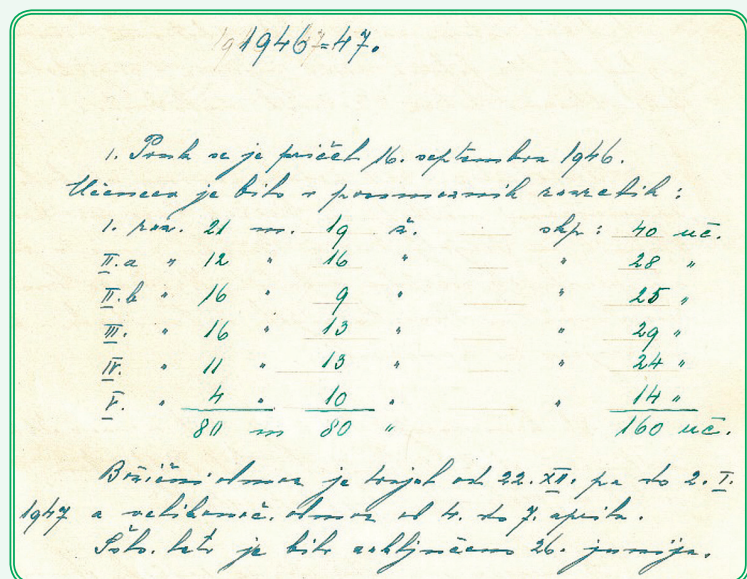 1946-47.
1. Pouk se je pričel 16. septembra 1946.
Učencev je bilo v posameznih razredih :
1. raz. 21 m. 19 ž. skp : 40 uč.
II.a " 12 " 16 " " 28 "
II.b " 16 " 9 " " 25 "
III. " 16 " 13 " " 29 "
IV. " 11 " 13 " " 24 "
V. " 4 " 10 " " 14 "
80 m 80 " 160 uč.
Božični odmor je trajal od 22. XII. pa do 2. I.
1947 a velikonoč. odmor od 4. do 7. aprila.
Šols. leto je bilo zaključeno 26. junija.